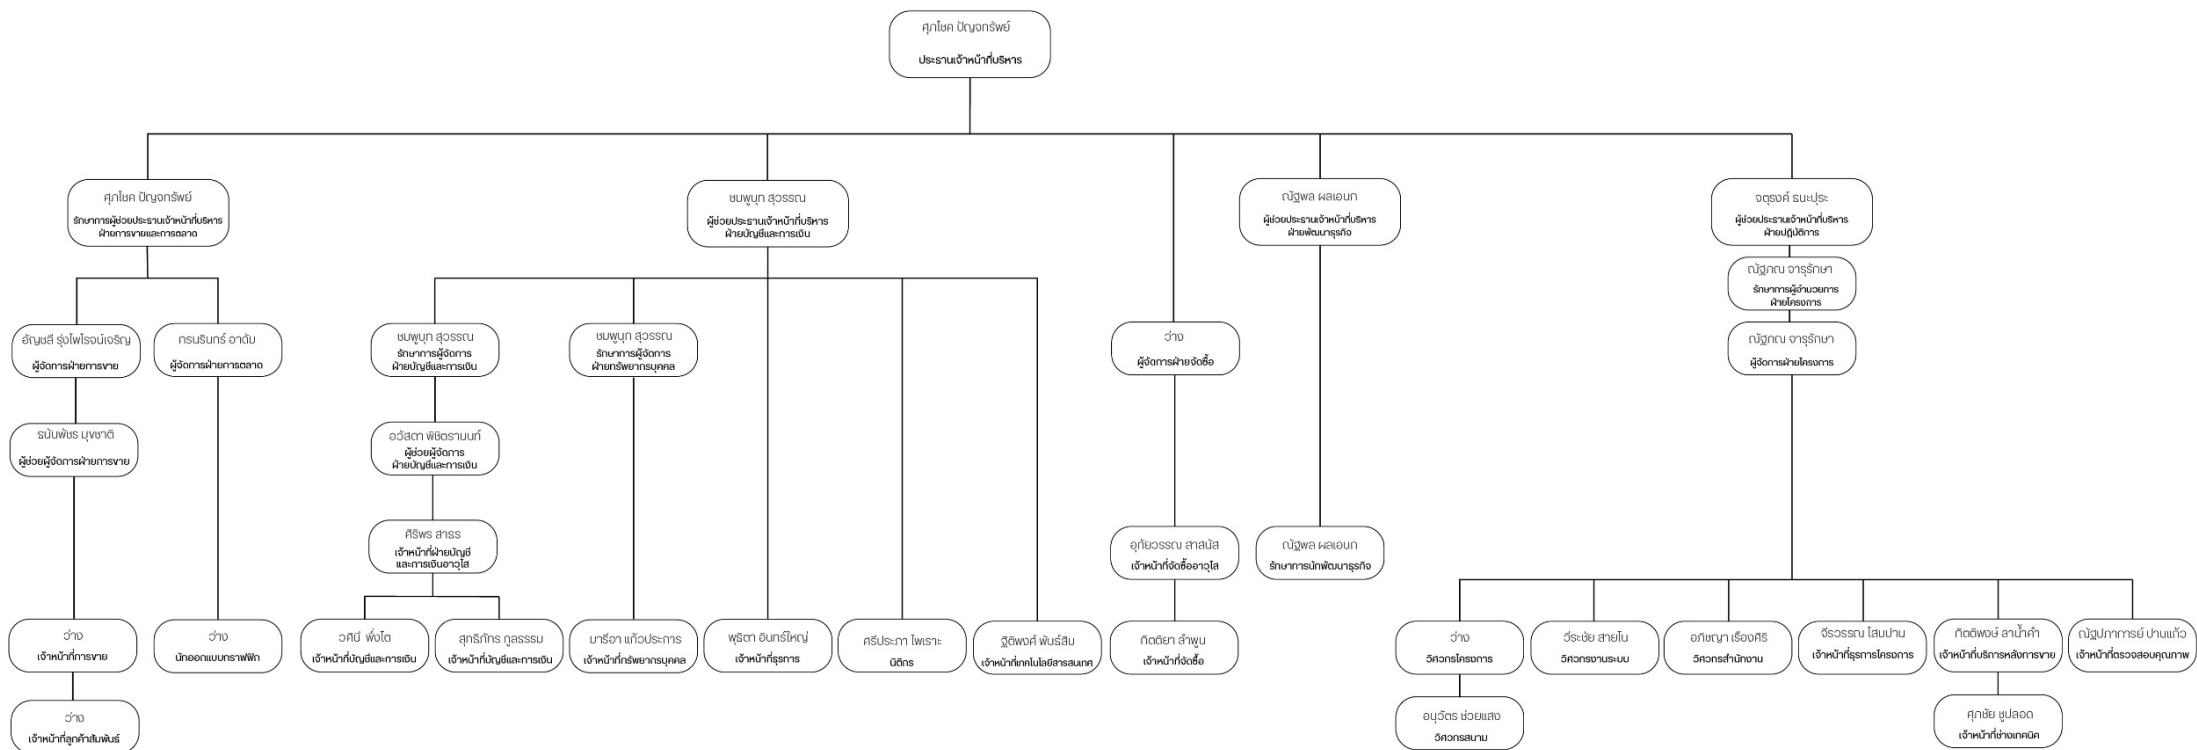 ศุภโชค ปัญจทรัพย์
ประธานเจ้าหน้าที่บริหาร
ศุภโชค ปัญจทรัพย์
รักษาการผู้ช่วยประธานเจ้าหน้าที่บริหาร
ฝ่ายการขายและการตลาด
ชมพูนุท สุวรรณ
ผู้ช่วยประธานเจ้าหน้าที่บริหาร
ฝ่ายบัญชีและการเงิน
ณัฐพล ผลเอนก
ผู้ช่วยประธานเจ้าหน้าที่บริหาร
ฝ่ายพัฒนาธุรกิจ
จตุรงค์ ธนะปุระ
ผู้ช่วยประธานเจ้าหน้าที่บริหาร
ฝ่ายปฏิบัติการ
ณัฐภณ จารุรักษา
รักษาการผู้อำนวยการ
ฝ่ายโครงการ
อัญชลี รุ่งไพโรจน์เจริญ
ผู้จัดการฝ่ายการขาย
กรนรินทร์ อาดับ
ผู้จัดการฝ่ายการตลาด
ชมพูนุท สุวรรณ
รักษาการผู้จัดการ
ฝ่ายบัญชีและการเงิน
ชมพูนุท สุวรรณ
รักษาการผู้จัดการ
ฝ่ายทรัพยากรบุคคล
ว่าง
ผู้จัดการฝ่ายจัดซื้อ
ณัฐภณ จารุรักษา
ผู้จัดการฝ่ายโครงการ
ธนันพัชร มุขชาติ
ผู้ช่วยผู้จัดการฝ่ายการขาย
อวัสดา พิชิตรานนท์
ผู้ช่วยผู้จัดการ
ฝ่ายบัญชีและการเงิน
ศิริพร สาธร
เจ้าหน้าที่ฝ่ายบัญชี
และการเงินอาวุโส
อุทัยวรรณ สาสนัส
เจ้าหน้าที่จัดซื้ออาวุโส
ณัฐพล ผลเอนก
รักษาการนักพัฒนาธุรกิจ
ว่าง
เจ้าหน้าที่การขาย
ว่าง
นักออกแบบกราฟฟิก
วศินี พึ่งโต
เจ้าหน้าที่บัญชีและการเงิน
สุทธิภัทร กูลธรรม
เจ้าหน้าที่บัญชีและการเงิน
มารีอา แก้วประการ
เจ้าหน้าที่ทรัพยากรบุคคล
พุธิตา อินทร์ใหญ่
เจ้าหน้าที่ธุรการ
ศรีประภา ไพเราะ
นิติกร
ฐิติพงศ์ พันธ์สิบ
เจ้าหน้าที่เทคโนโลยีสารสนเทศ
ทิตติยา ลำพูน
เจ้าหน้าที่จัดซื้อ
ว่าง
วิศวกรโครงการ
วีระชัย สายโน
วิศวกรงานระบบ
อภิชญา เรืองศิริ
วิศวกรสำนักงาน
จีรวรรณ โสมปาน
เจ้าหน้าที่ธุรการโครงการ
กิตติพงษ์ ลาน้ำคำ
เจ้าหน้าที่บริการหลังการขาย
ณัฐปภาการย์ ปานแก้ว
เจ้าหน้าที่ตรวจสอบคุณภาพ
ว่าง
เจ้าหน้าที่ลูกค้าสัมพันธ์
อนุวัตร ช่วยแสง
วิศวกรสนาม
ศุภชัย ชูปลอด
เจ้าหน้าที่ช่างเทคนิค